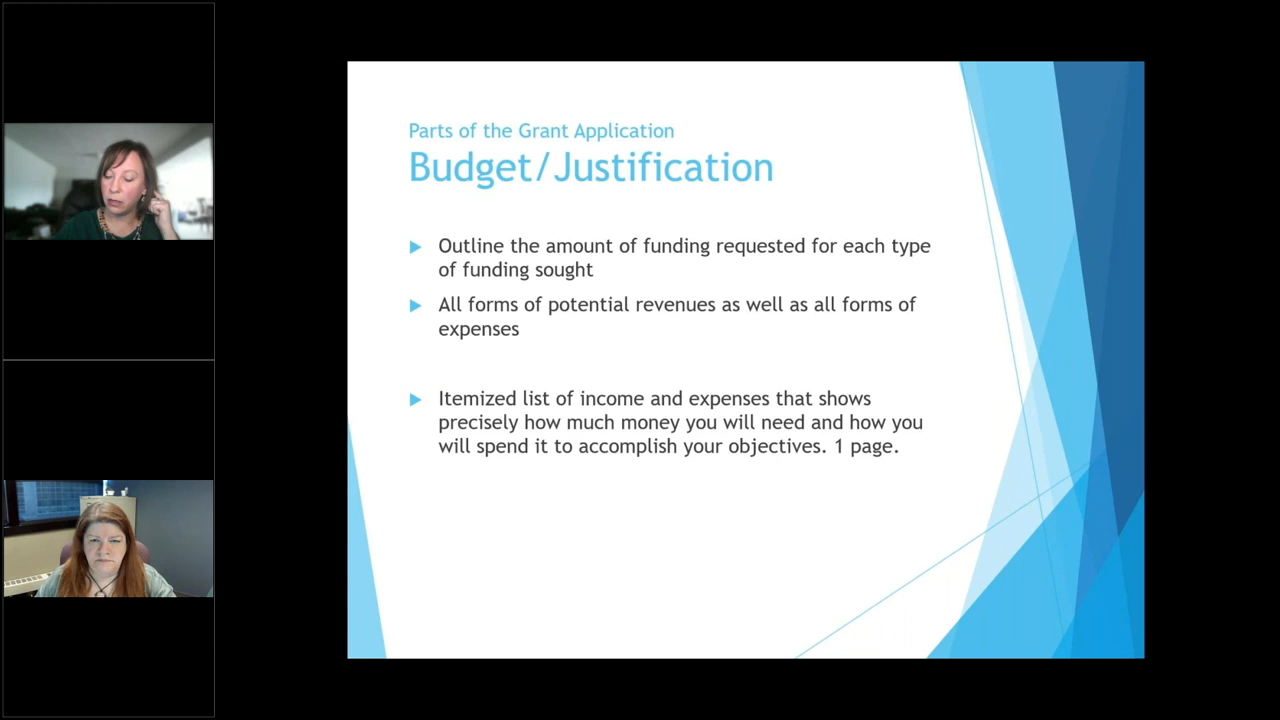 Parts of the Grant Application
Budget/Justification
Outline the amount of funding requested for each type
of funding sought
All forms of potential revenues as well as all forms of
expenses
Itemized list of income and expenses that shows
precisely how much money you will need and how you
will spend it to accomplish your objectives. 1 page.